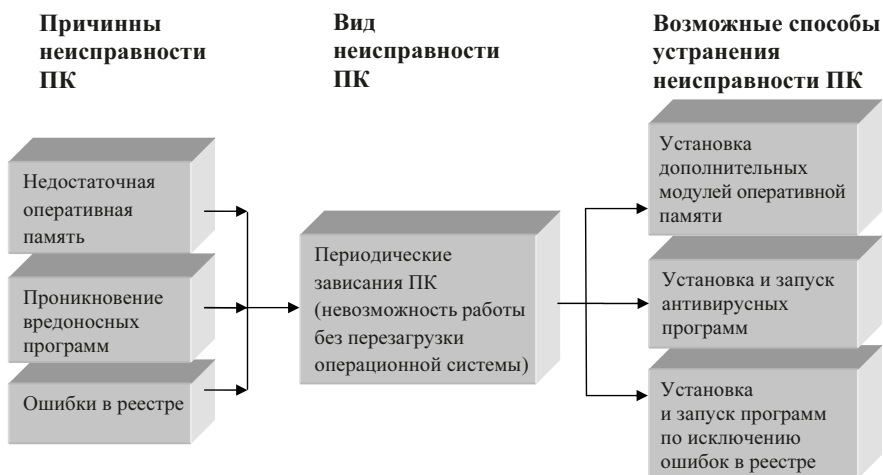 Причинны
неисправности
ПК
Вид
неисправности
ПК
Возможные способы
устранения
неисправности ПК
Недостаточная
оперативная
память
Проникновение
вредоносных
программ
Ошибки в реестре
Периодические
зависания ПК
(невозможность работы
без перезагрузки
операционной системы)
Установка
дополнительных
модулей оперативной
памяти
Установка и запуск
антивирусных
программ
Установка
и запуск программ
по исключению
ошибок в реестре